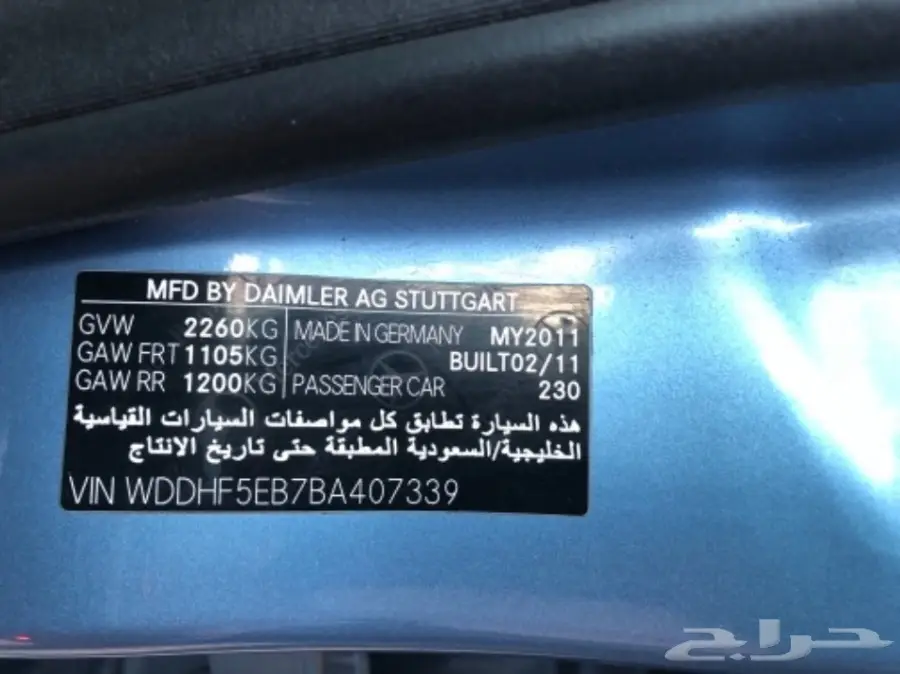 MFD BY DAIMLER AG STUTTGART
GVW 2260KG MADE IN GERMANY MY2011
GAW FRT 1105KG BUILT02/11
GAW RR 1200KG PASSENGER CAR 230
هذه السيارة تطابق كل مواصفات السيارات القياسية
الخليجية/السعودية المطبقة حتى تاريخ الانتاج
VIN WDDHF5EB7BA407339
حراج